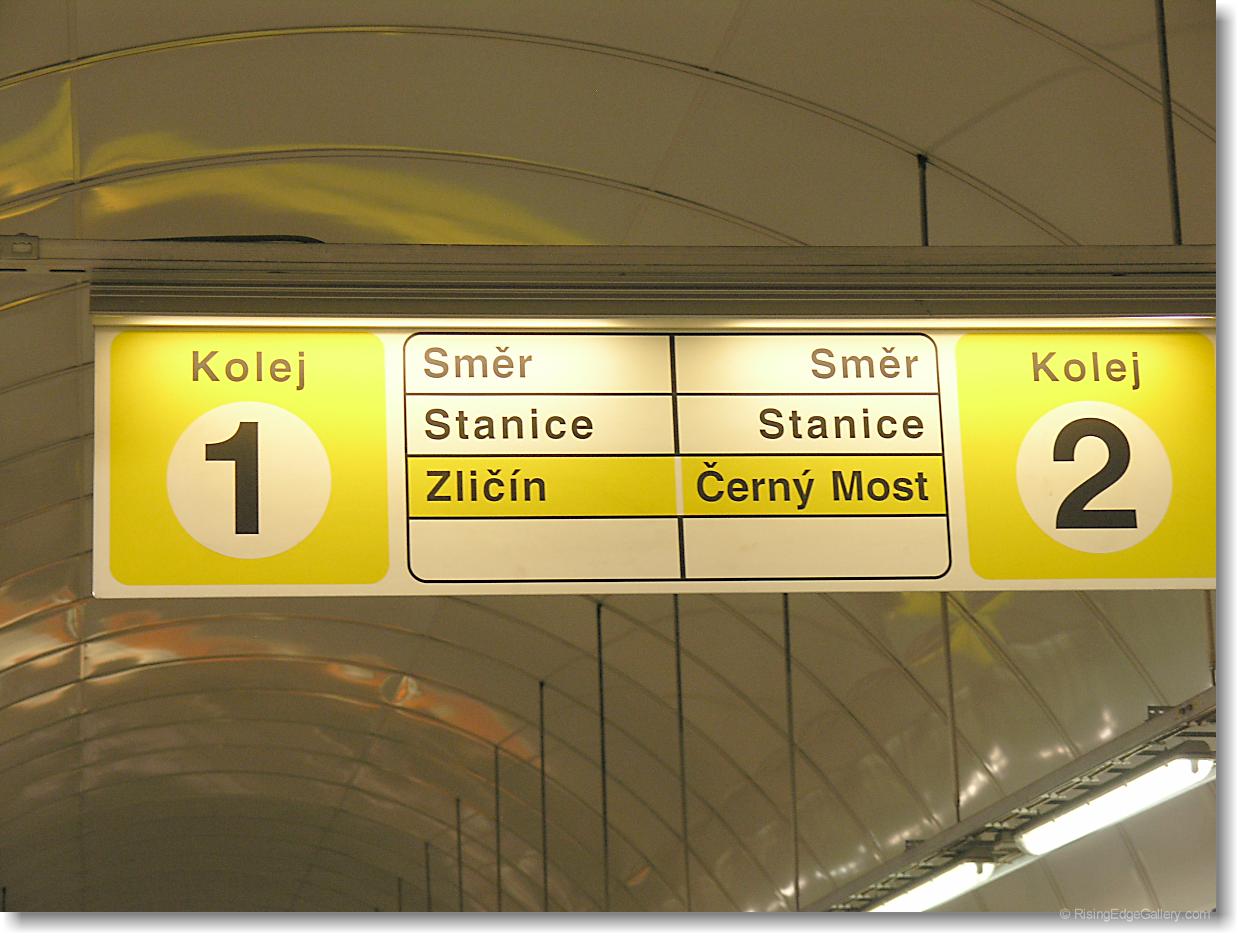 Kolej
1
Směr
Stanice
Zličín
Směr
Stanice
Černý Most
Kolej
2
© RisingEdgeGallery.com